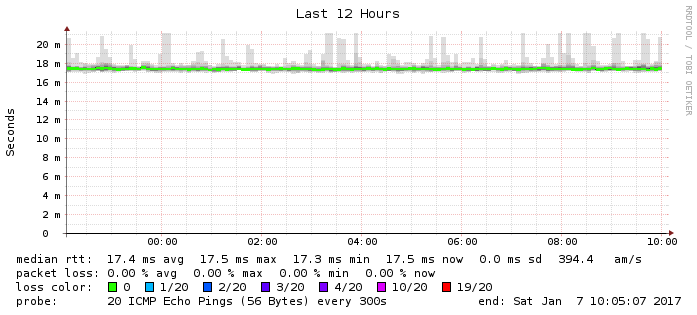 Last 12 Hours
RRDTOOL / TOBI OETIKER
Seconds
20 m
18 m
16 m
14 m
12 m
10 m
8 m
6 m
4 m
2 m
0
00:00 02:00 04:00 06:00 08:00 10:00
median rtt: 17.4 ms avg 17.5 ms max 17.3 ms min 17.5 ms now 0.0 ms sd 394.4 am/s
packet loss: 0.00 % avg 0.00 % max 0.00 % min 0.00 % now
loss color: 0 1/20 2/20 3/20 4/20 10/20 19/20
probe: 20 ICMP Echo Pings (56 Bytes) every 300s end: Sat Jan 7 10:05:07 2017